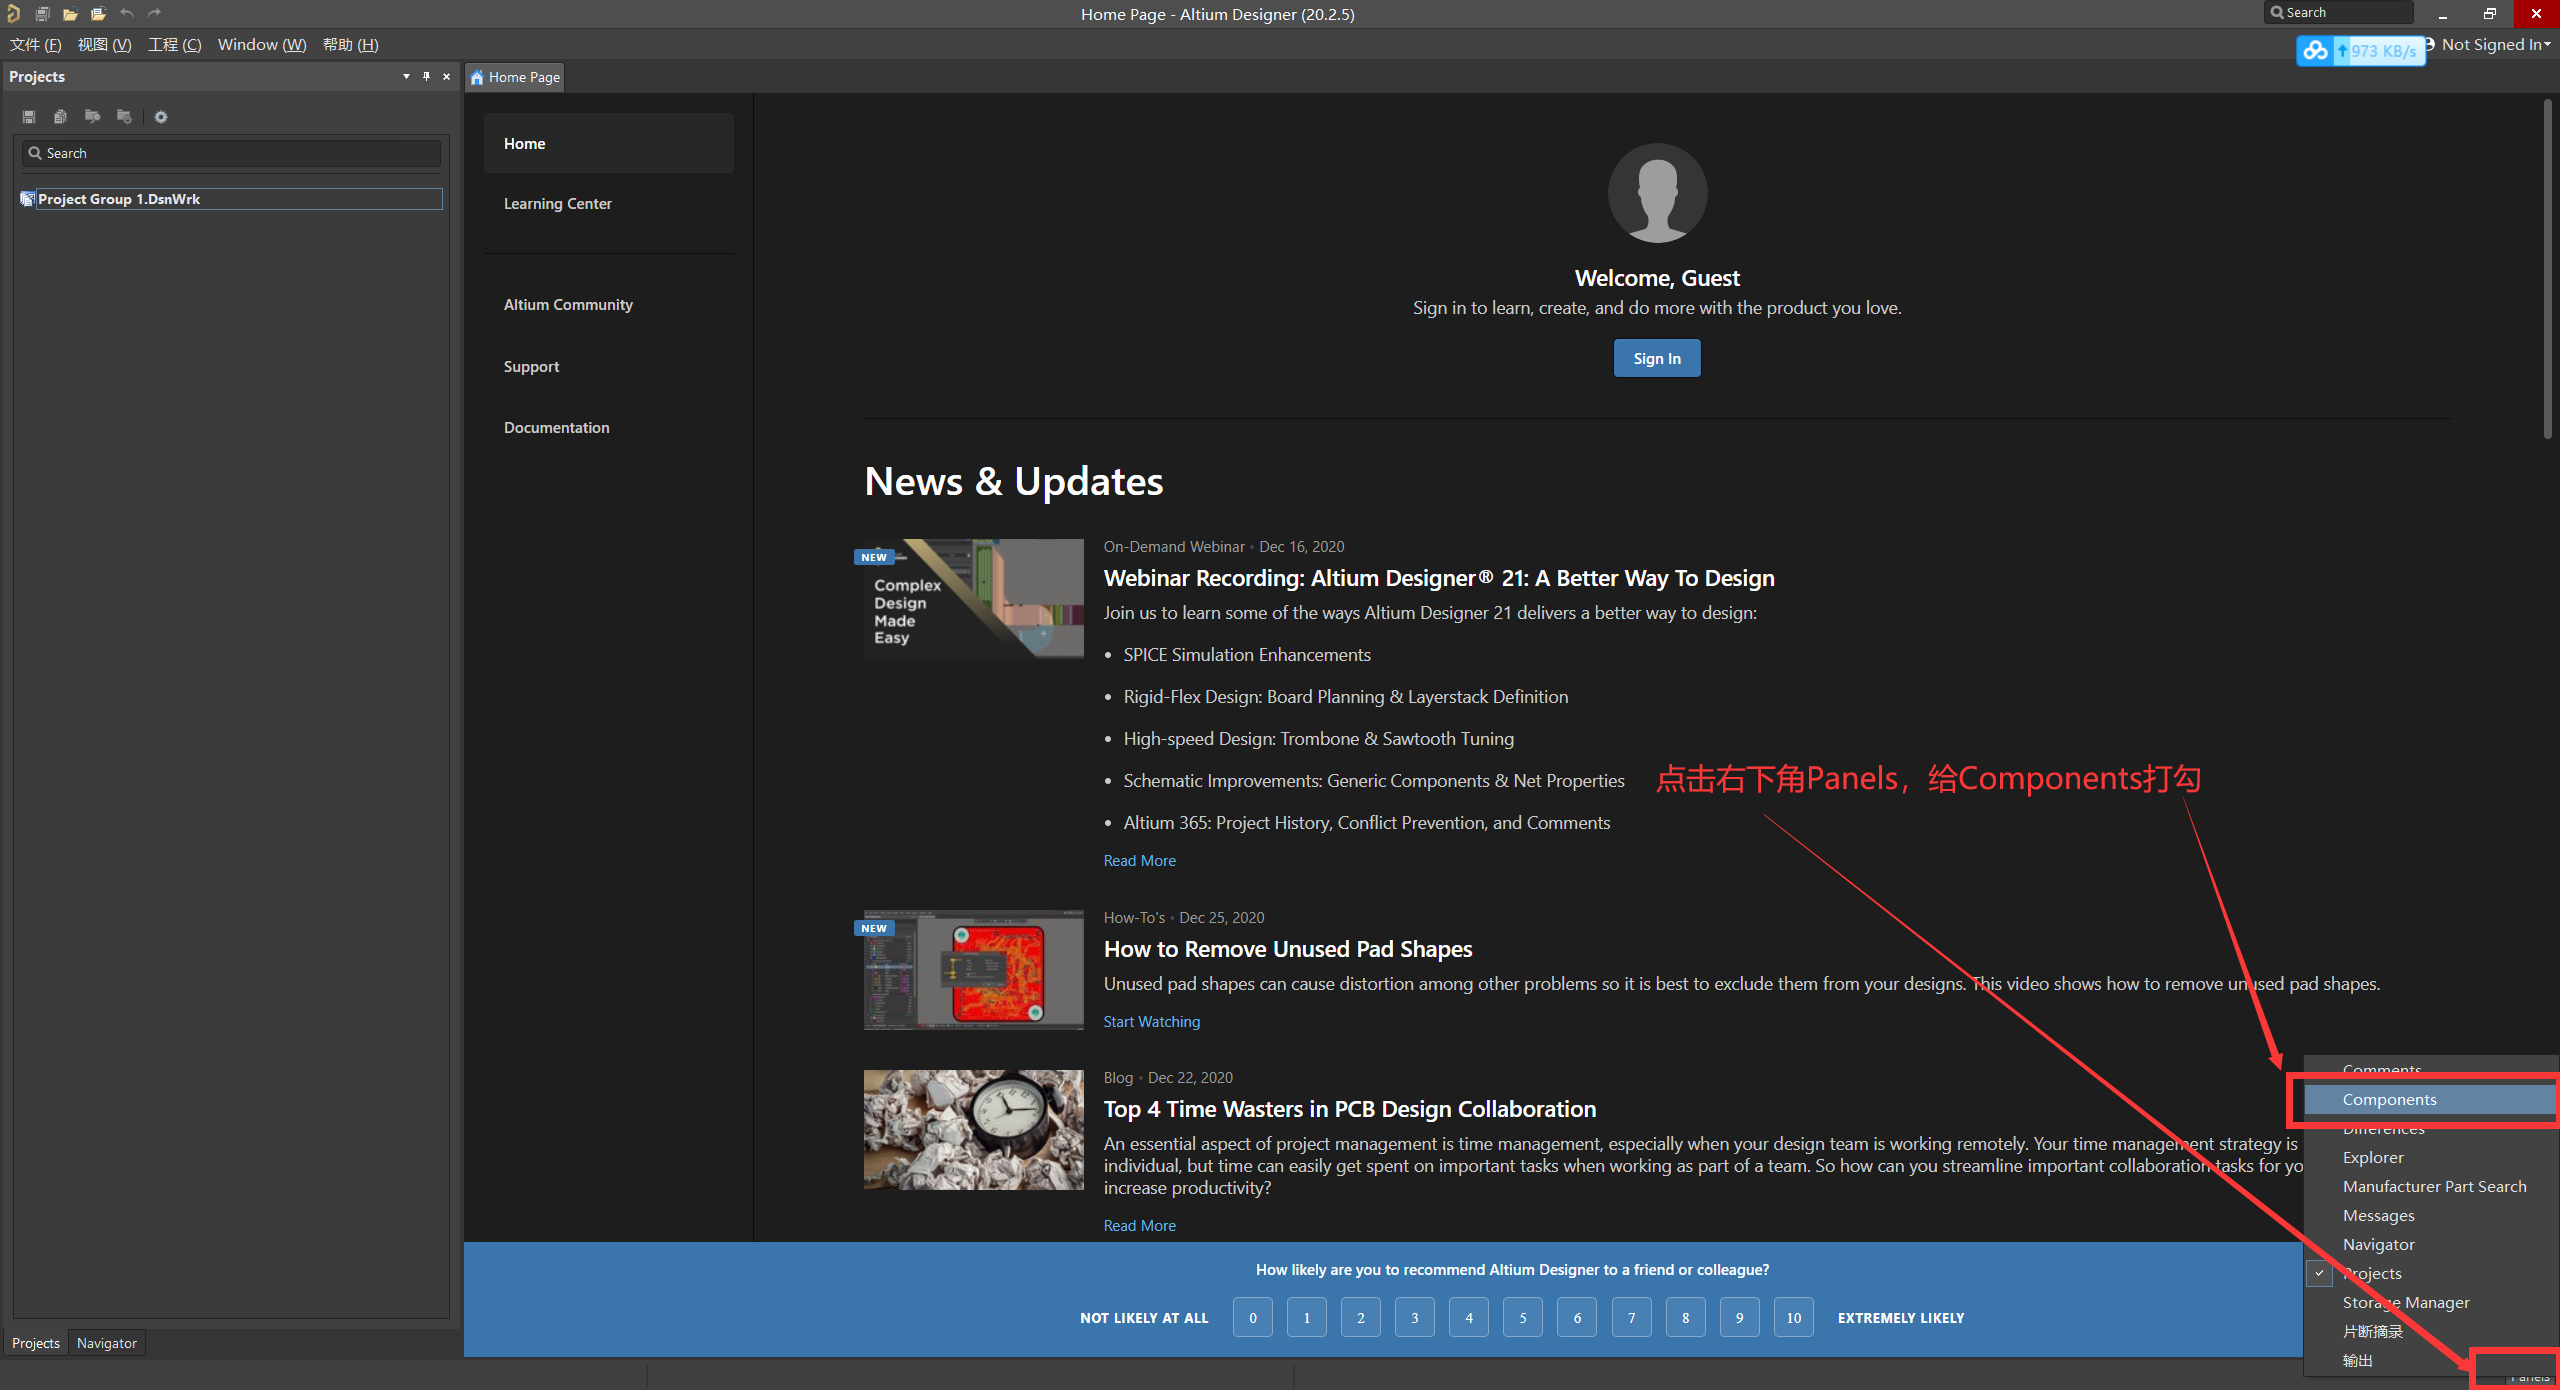 Home Page - Altium Designer (20.2.5)
Search
文件 (F) 视图 (V) 工程 (C) Window (W) 帮助 (H)
973 KB/s
Not Signed In
Projects
Home Page
Search
Project Group 1.DsnWrk
Home
Learning Center
Altium Community
Support
Documentation
Welcome, Guest
Sign in to learn, create, and do more with the product you love.
Sign In
News & Updates
NEW
Complex
Design
Made
Easy
On-Demand Webinar • Dec 16, 2020
Webinar Recording: Altium Designer® 21: A Better Way To Design
Join us to learn some of the ways Altium Designer 21 delivers a better way to design:
• SPICE Simulation Enhancements
• Rigid-Flex Design: Board Planning & Layerstack Definition
• High-speed Design: Trombone & Sawtooth Tuning
• Schematic Improvements: Generic Components & Net Properties
• Altium 365: Project History, Conflict Prevention, and Comments
Read More
点击右下角Panels，给Components打勾
NEW
How-To's • Dec 25, 2020
How to Remove Unused Pad Shapes
Unused pad shapes can cause distortion among other problems so it is best to exclude them from your designs. This video shows how to remove unused pad shapes.
Start Watching
Blog • Dec 22, 2020
Top 4 Time Wasters in PCB Design Collaboration
An essential aspect of project management is time management, especially when your design team is working remotely. Your time management strategy is
individual, but time can easily get spent on important tasks when working as part of a team. So how can you streamline important collaboration tasks for yo
increase productivity?
Read More
How likely are you to recommend Altium Designer to a friend or colleague?
NOT LIKELY AT ALL 0 1 2 3 4 5 6 7 8 9 10 EXTREMELY LIKELY
Comments
Components
Differences
Explorer
Manufacturer Part Search
Messages
Navigator
Projects
Storage Manager
片断摘录
输出
Projects Navigator
Panels